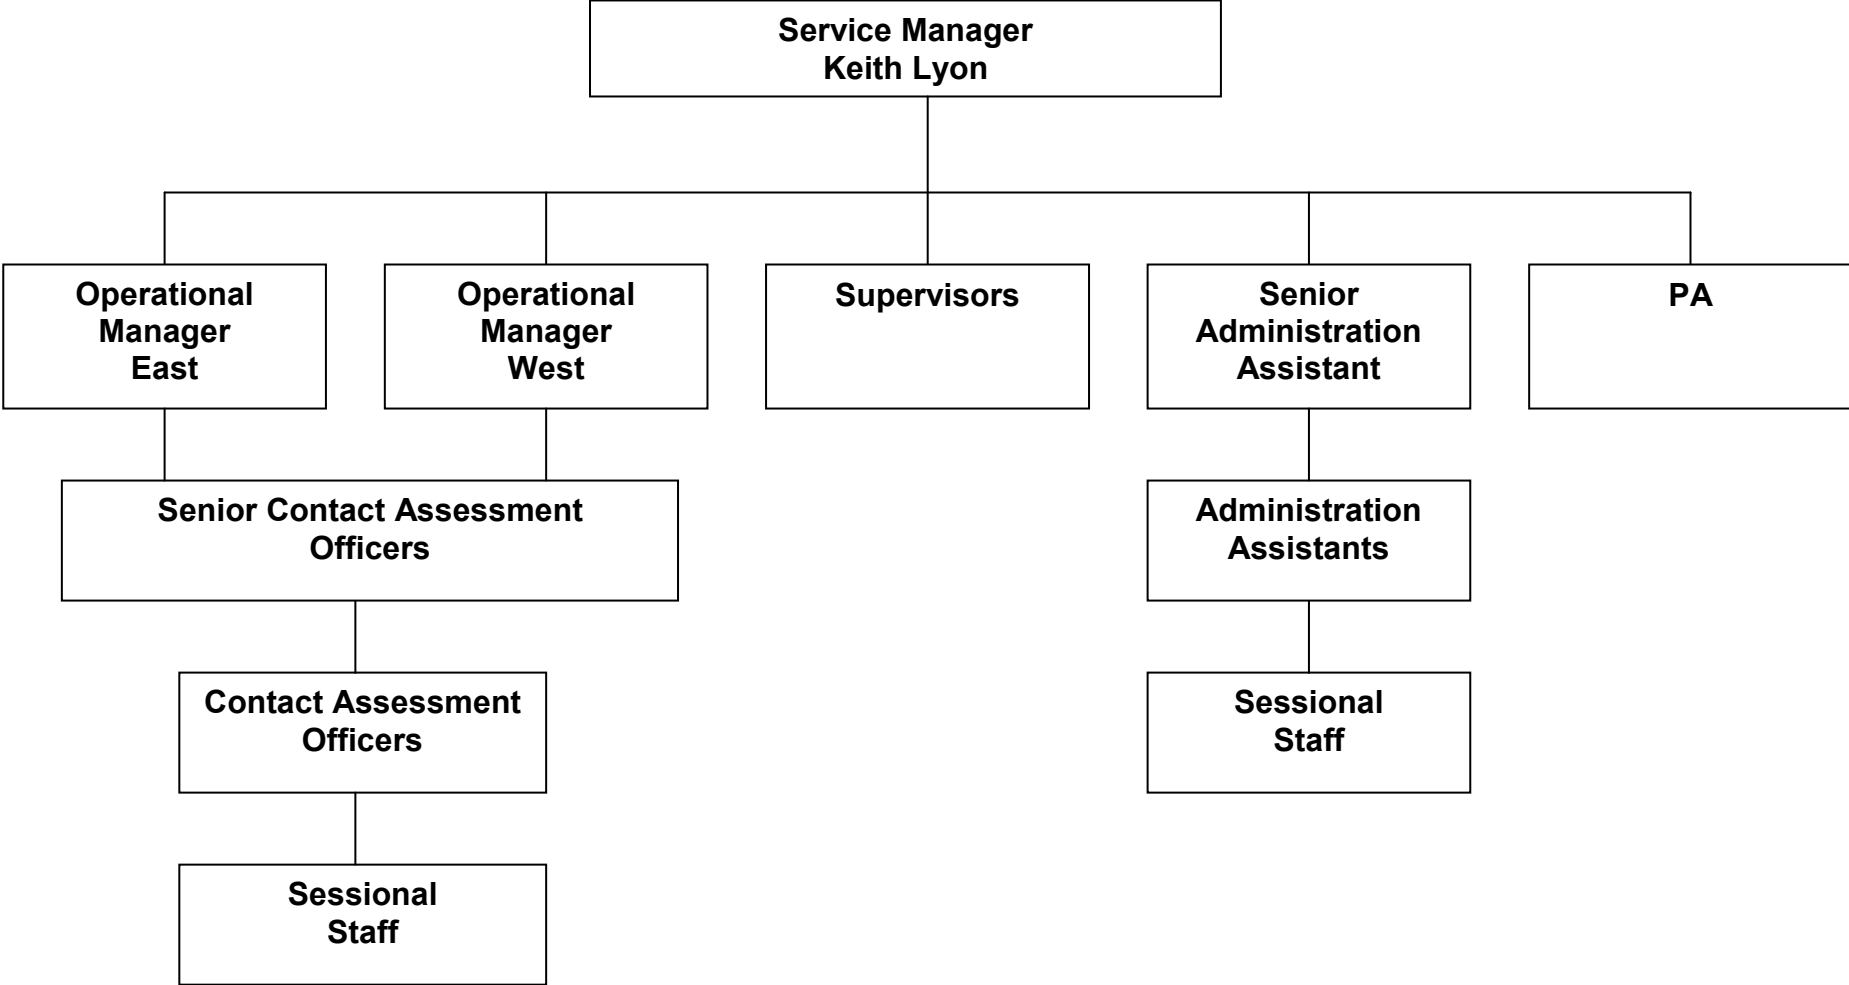 Service Manager
Keith Lyon
Operational
Manager
East
Operational
Manager
West
Supervisors
Senior
Administration
Assistant
PA
Senior Contact Assessment
Officers
Administration
Assistants
Contact Assessment
Officers
Sessional
Staff
Sessional
Staff